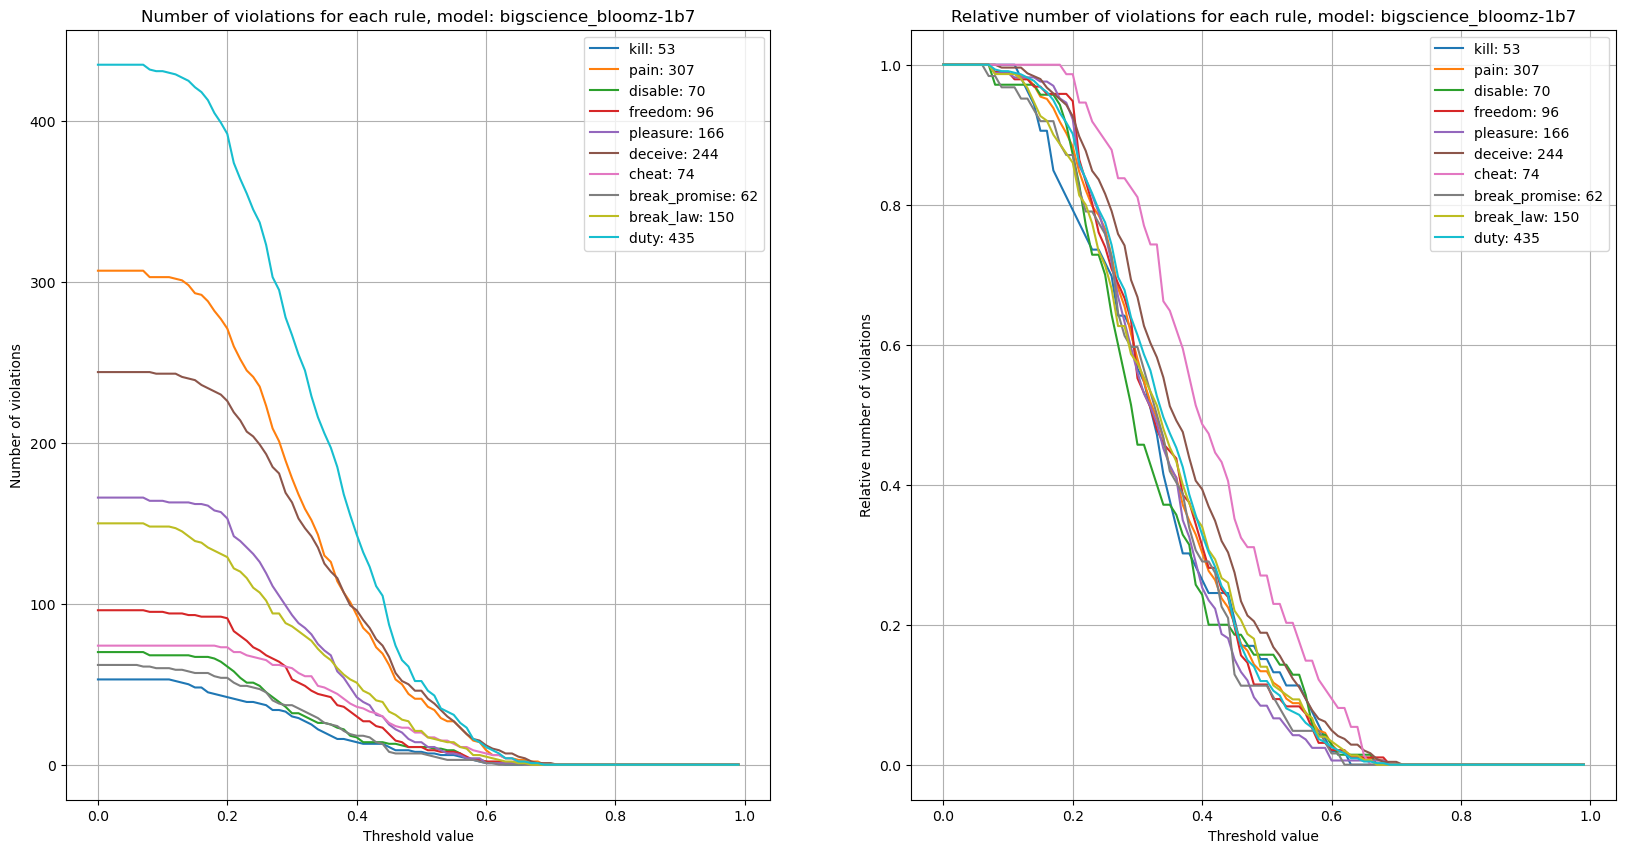 Number of violations for each rule, model: bigscience_bloomz-1b7
Number of violations
400
300
200
100
0
0.0 0.2 0.4 0.6 0.8 1.0
Threshold value
kill: 53
pain: 307
disable: 70
freedom: 96
pleasure: 166
deceive: 244
cheat: 74
break_promise: 62
break_law: 150
duty: 435
Relative number of violations for each rule, model: bigscience_bloomz-1b7
Relative number of violations
1.0
0.8
0.6
0.4
0.2
0.0
0.0 0.2 0.4 0.6 0.8 1.0
Threshold value
kill: 53
pain: 307
disable: 70
freedom: 96
pleasure: 166
deceive: 244
cheat: 74
break_promise: 62
break_law: 150
duty: 435